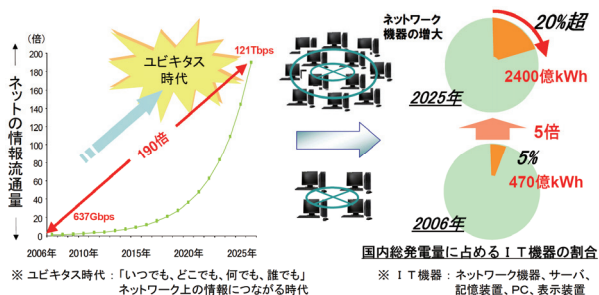 (倍)
ネットの情報流通量
200
180
160
140
120
100
80
60
40
20
0
2006年
2010年
2015年
2020年
2025年
ユビキタス
時代
121Tbps
190倍
637Gbps
※ ユビキタス時代：「いつでも、どこでも、何でも、誰でも」
ネットワーク上の情報につながる時代
ネットワーク
機器の増大
20%超
2400億kWh
2025年
5倍
5%
470億kWh
2006年
国内総発電量に占めるＩＴ機器の割合
※ ＩＴ機器：ネットワーク機器、サーバ、
記憶装置、PC、表示装置